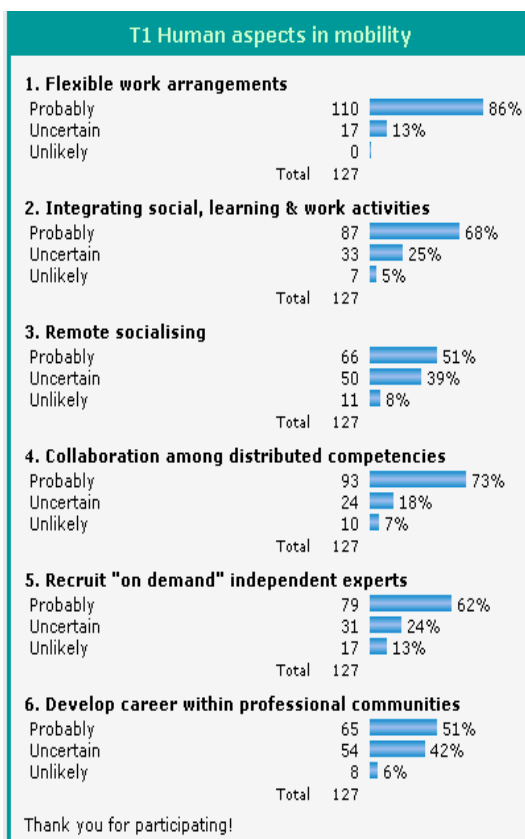 T1 Human aspects in mobility
1. Flexible work arrangements
Probably 110 86%
Uncertain 17 13%
Unlikely 0
Total 127
2. Integrating social, learning & work activities
Probably 87 68%
Uncertain 33 25%
Unlikely 7 5%
Total 127
3. Remote socialising
Probably 66 51%
Uncertain 50 39%
Unlikely 11 8%
Total 127
4. Collaboration among distributed competencies
Probably 93 73%
Uncertain 24 18%
Unlikely 10 7%
Total 127
5. Recruit "on demand" independent experts
Probably 79 62%
Uncertain 31 24%
Unlikely 17 13%
Total 127
6. Develop career within professional communities
Probably 65 51%
Uncertain 54 42%
Unlikely 8 6%
Total 127
Thank you for participating!